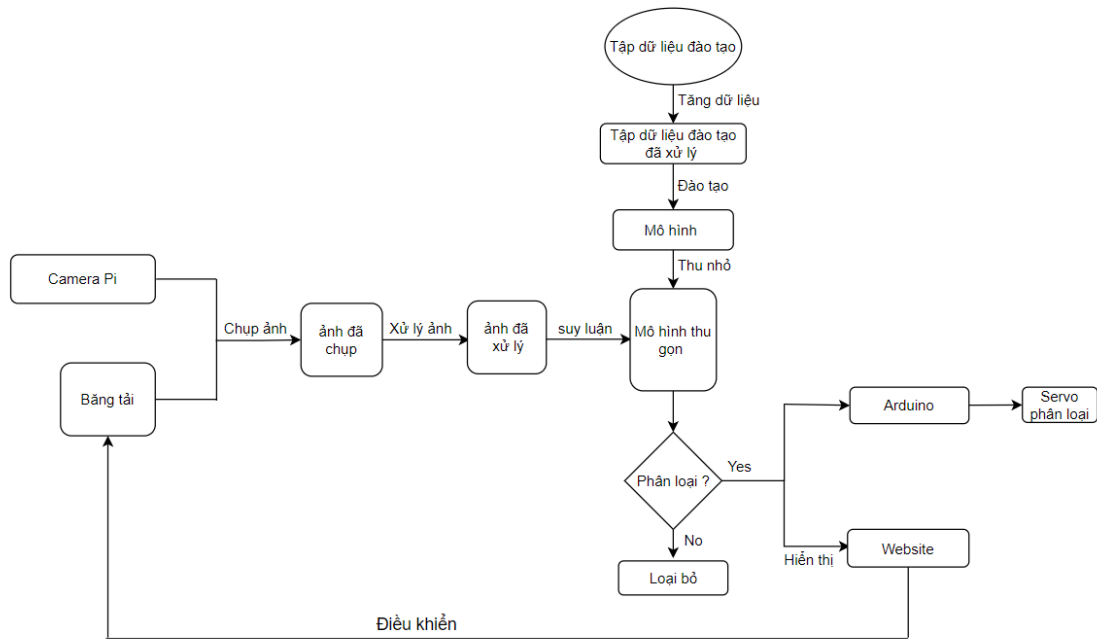 Tập dữ liệu đào tạo
Tăng dữ liệu
Tập dữ liệu đào tạo
đã xử lý
Đào tạo
Mô hình
Thu nhỏ
Camera Pi
Chụp ảnh
ảnh đã
chụp
Xử lý ảnh
ảnh đã
xử lý
suy luận
Mô hình thu
gọn
Băng tải
Arduino
Servo
phân loại
Phân loại ?
Yes
No
Hiển thị
Website
Loại bỏ
Điều khiển